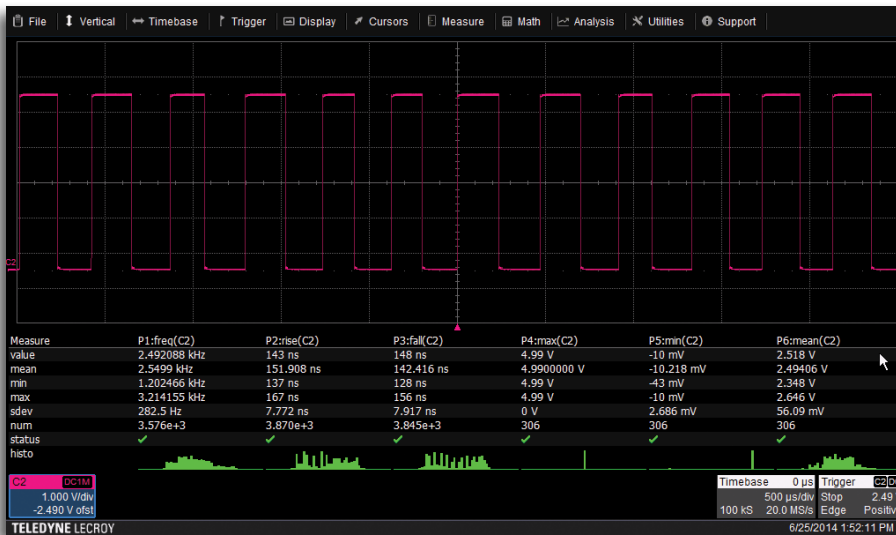 File Vertical Timebase Trigger Display Cursors Measure Math Analysis Utilities Support
C2
Measure P1:freq(C2) P2:rise(C2) P3:fall(C2) P4:max(C2) P5:min(C2) P6:mean(C2)
value 2.492088 kHz 143 ns 148 ns 4.99 V -10 mV 2.518 V
mean 2.5499 kHz 151.908 ns 142.416 ns 4.9900000 V -10.218 mV 2.49406 V
min 1.202466 kHz 137 ns 128 ns 4.99 V -43 mV 2.348 V
max 3.214155 kHz 167 ns 156 ns 4.99 V -10 mV 2.646 V
sdev 282.5 Hz 7.772 ns 7.917 ns 0 V 2.686 mV 56.09 mV
num 3.576e+3 3.870e+3 3.845e+3 306 306 306
status
histo
C2 DC1M
1.000 V/div
-2.490 V ofst
Timebase 0 µs
500 µs/div
100 kS 20.0 MS/s
Trigger C2
Stop 2.49
Edge Positiv
TELEDYNE LECROY
6/25/2014 1:52:11 PM